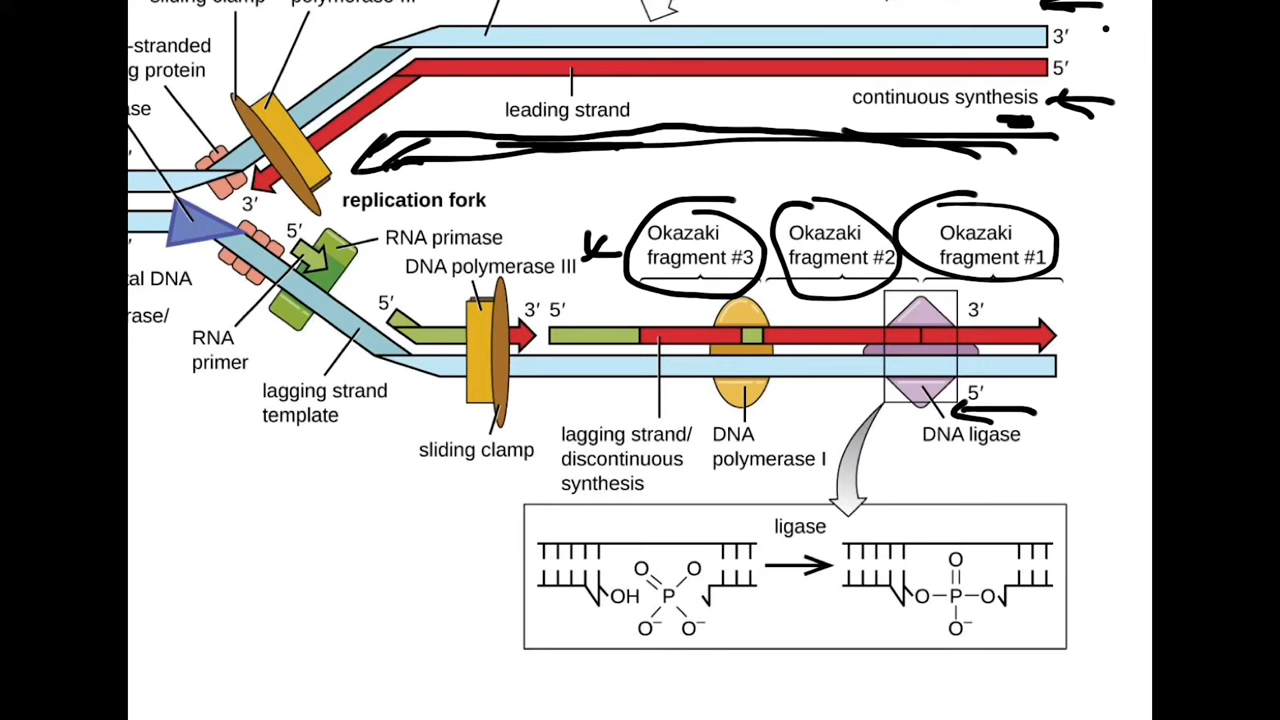 sliding clamp
polymerase III
-stranded
g protein
ase
3′
5′
leading strand
continuous synthesis
′
3′
replication fork
′
5′
RNA primase
DNA polymerase III
Okazaki
fragment #3
Okazaki
fragment #2
Okazaki
fragment #1
tal DNA
rase/
RNA
primer
5′
3′
5′
3′
lagging strand
template
5′
sliding clamp
lagging strand/
discontinuous
synthesis
DNA
polymerase I
DNA ligase
ligase
OH
O
O
P
O⁻
O⁻
O
O–P–O
O⁻